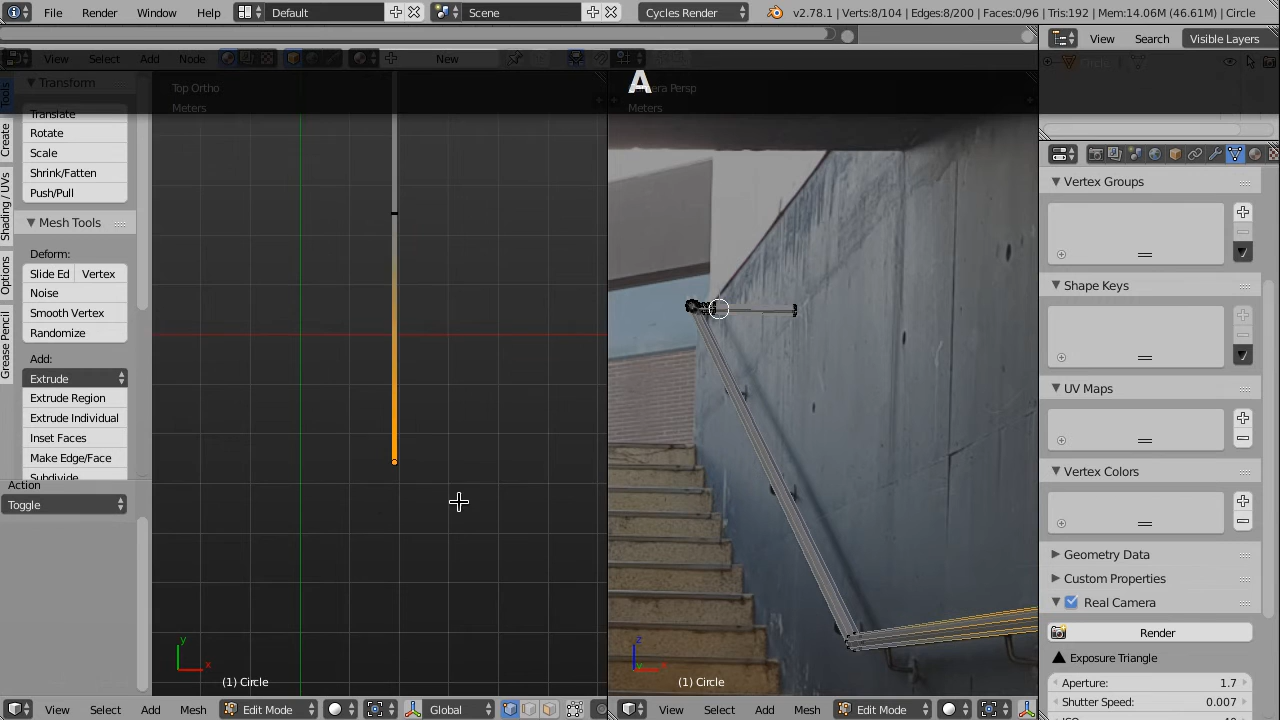 File Render Window Help Default Scene Cycles Render v2.78.1 | Verts:8/104 | Edges:8/200 | Faces:0/96 | Tris:192 | Mem:14.06M (46.61M) | Circle
View Search Visible Layers
View Select Add Node New
A
Transform
Top Ortho
Meters
Persp
Meters
Translate
Rotate
Scale
Shrink/Fatten
Push/Pull
Mesh Tools
Deform:
Slide Ed Vertex
Noise
Smooth Vertex
Randomize
Add:
Extrude
Extrude Region
Extrude Individual
Inset Faces
Make Edge/Face
Subdivide
Action
Toggle
Tools
Create
Shading / UVs
Options
Grease Pencil
y
x
(1) Circle
z
y
x
(1) Circle
Vertex Groups
Shape Keys
UV Maps
Vertex Colors
Geometry Data
Custom Properties
Real Camera
Render
Exposure Triangle
Aperture: 1.7
Shutter Speed: 0.007
View Select Add Mesh Edit Mode Global
View Select Add Mesh Edit Mode